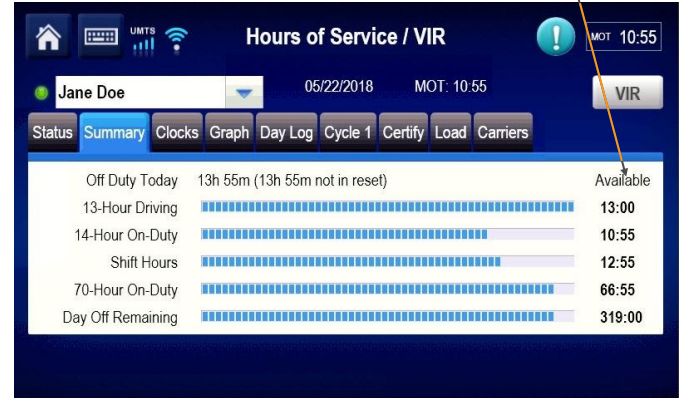 UMTS Hours of Service / VIR MOT 10:55
Jane Doe 05/22/2018 MOT: 10:55 VIR
Status Summary Clocks Graph Day Log Cycle 1 Certify Load Carriers
Off Duty Today 13h 55m (13h 55m not in reset) Available
13-Hour Driving 13:00
14-Hour On-Duty 10:55
Shift Hours 12:55
70-Hour On-Duty 66:55
Day Off Remaining 319:00